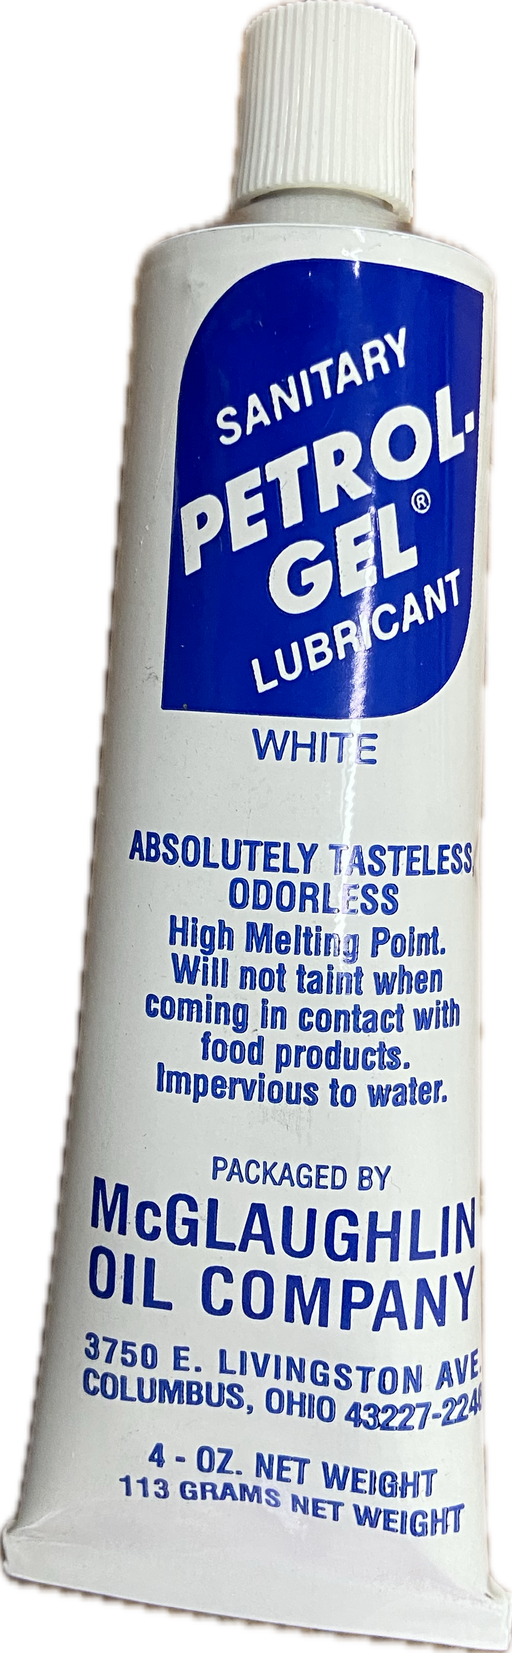 SANITARY
PETROL-
GEL®
LUBRICANT
WHITE
ABSOLUTELY TASTELESS,
ODORLESS
High Melting Point.
Will not taint when
coming in contact with
food products.
Impervious to water.
PACKAGED BY
McGLAUGHLIN
OIL COMPANY
3750 E. LIVINGSTON AVE.
COLUMBUS, OHIO
4 - OZ. NET WEIGHT
113 GRAMS NET WEIGHT